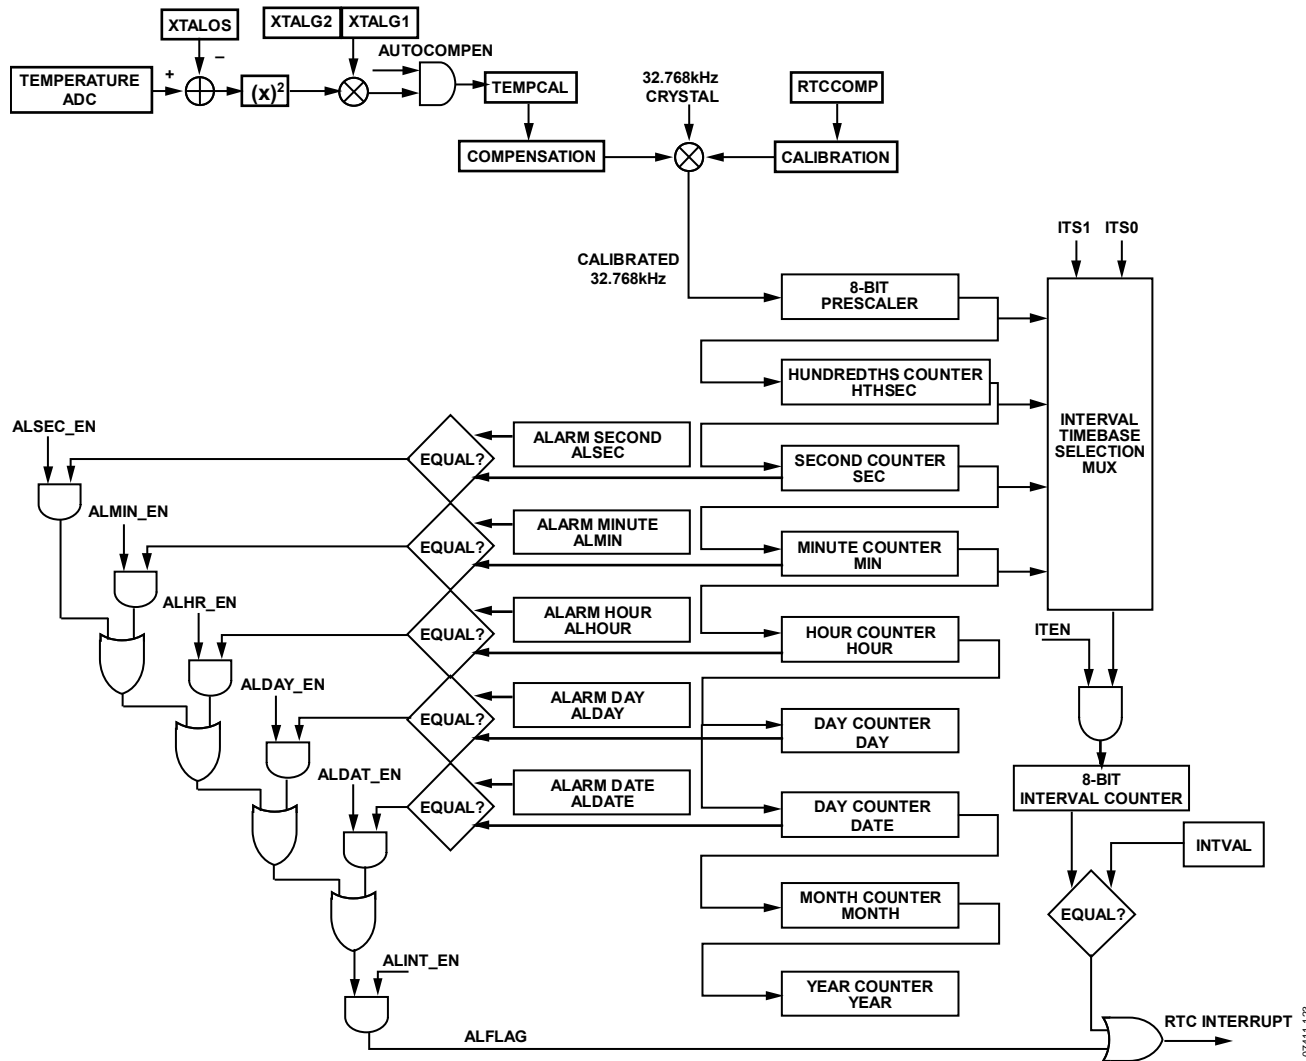 XTALOS
XTALG2 XTALG1
AUTOCOMPEN
TEMPERATURE
ADC
+
–
(x)²
TEMPCAL
32.768kHz
CRYSTAL
RTCCOMP
COMPENSATION
CALIBRATION
ITS1 ITS0
CALIBRATED
32.768kHz
8-BIT
PRESCALER
HUNDREDTHS COUNTER
HTHSEC
INTERVAL
TIMEBASE
SELECTION
MUX
ALSEC_EN
EQUAL?
ALARM SECOND
ALSEC
SECOND COUNTER
SEC
ALMIN_EN
EQUAL?
ALARM MINUTE
ALMIN
MINUTE COUNTER
MIN
ALHR_EN
EQUAL?
ALARM HOUR
ALHOUR
HOUR COUNTER
HOUR
ITEN
ALDAY_EN
EQUAL?
ALARM DAY
ALDAY
DAY COUNTER
DAY
ALDAT_EN
EQUAL?
ALARM DATE
ALDATE
DAY COUNTER
DATE
8-BIT
INTERVAL COUNTER
INTVAL
EQUAL?
MONTH COUNTER
MONTH
ALINT_EN
YEAR COUNTER
YEAR
ALFLAG
RTC INTERRUPT